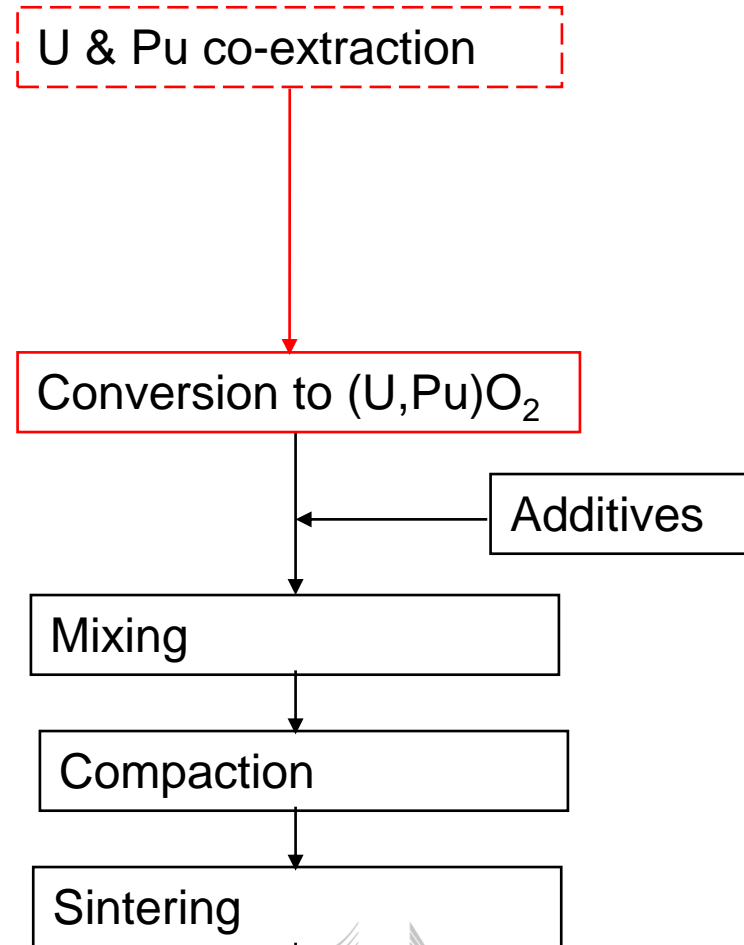 U & Pu co-extraction
Conversion to (U,Pu)O₂
Additives
Mixing
Compaction
Sintering